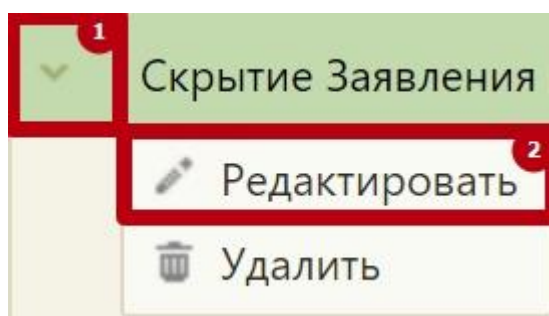 1
Скрытие Заявления
2
Редактировать
Удалить